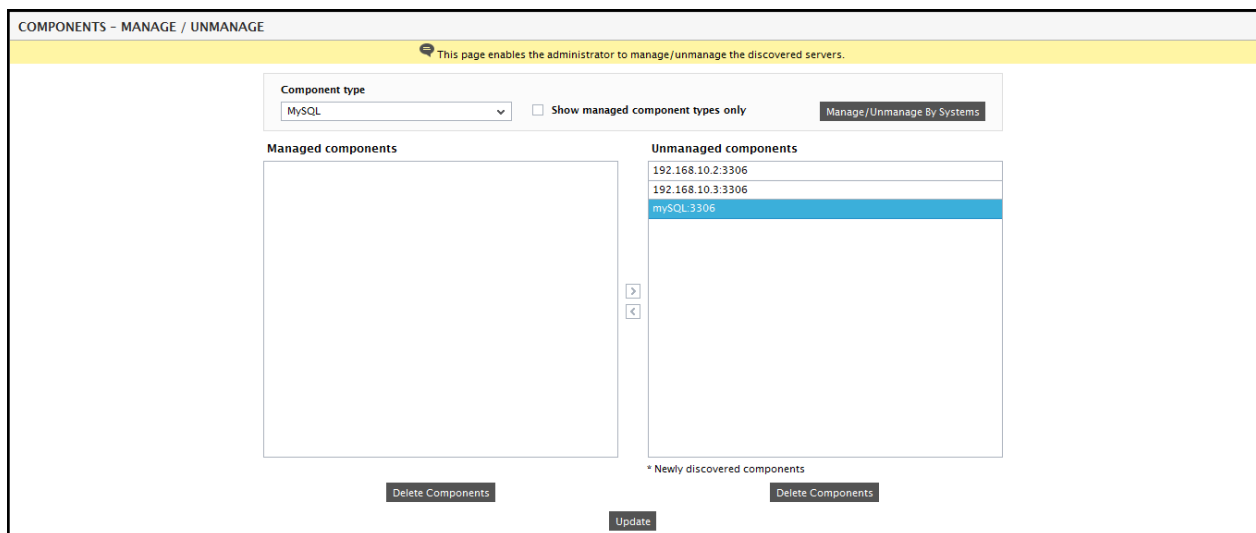 COMPONENTS - MANAGE / UNMANAGE
This page enables the administrator to manage/unmanage the discovered servers.
Component type
MySQL
Show managed component types only
Manage/Unmanage By Systems
Managed components
Unmanaged components
192.168.10.2:3306
192.168.10.3:3306
mySQL:3306
* Newly discovered components
Delete Components
Delete Components
Update